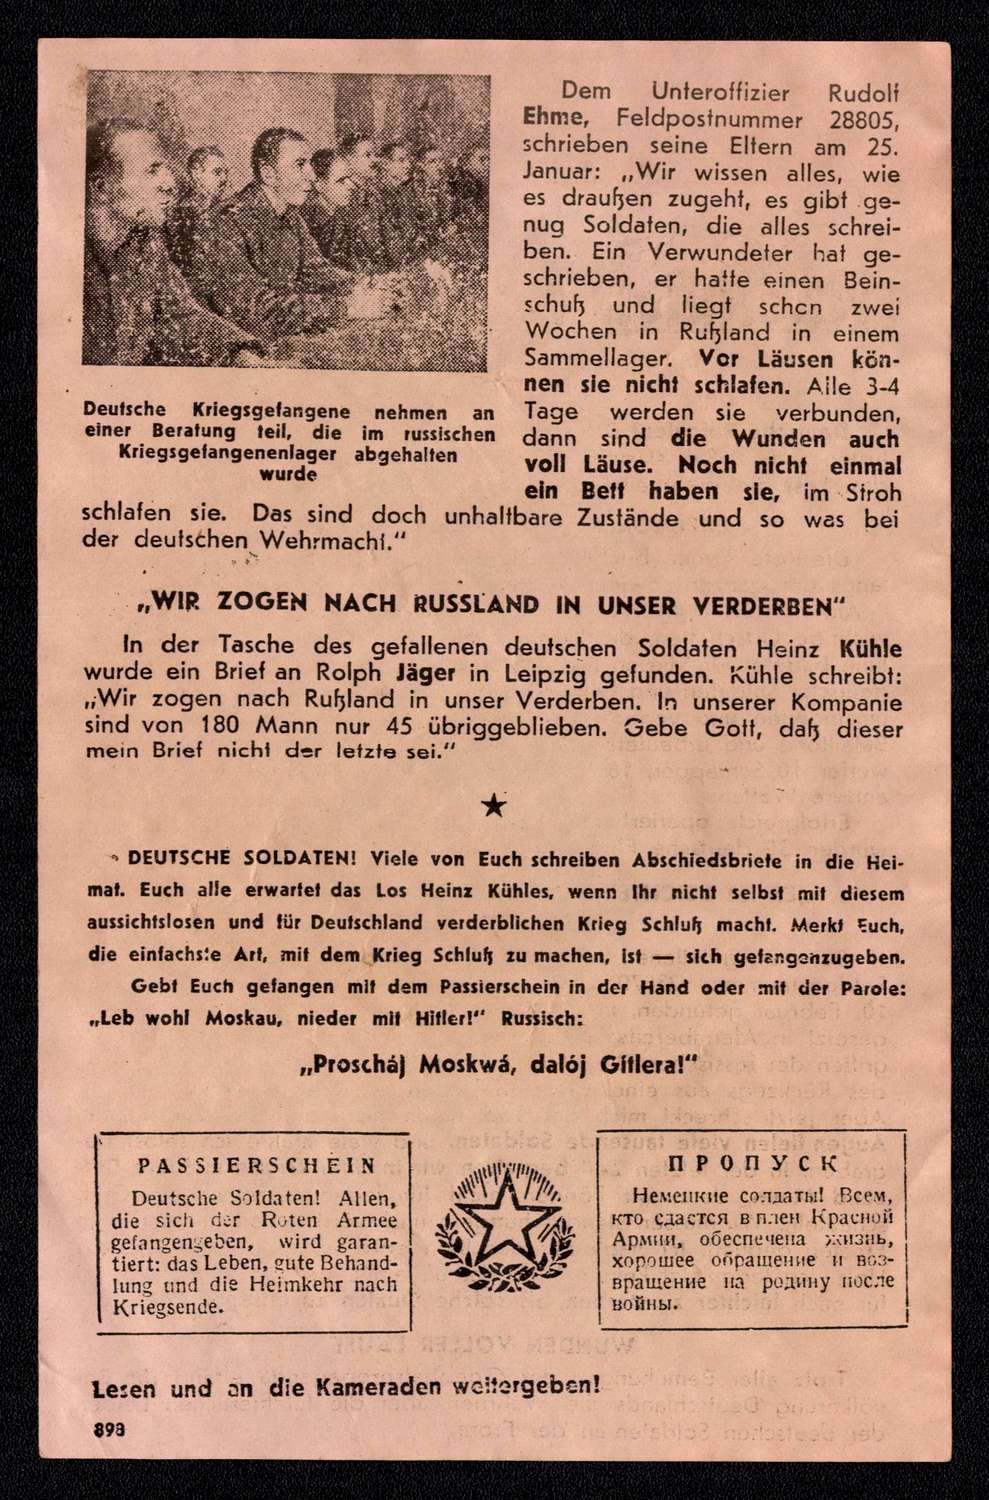 Dem Unteroffizier Rudolf
Ehme, Feldpostnummer 28805,
schrieben seine Eltern am 25.
Januar: „Wir wissen alles, wie
es draußen zugeht, es gibt ge-
nug Soldaten, die alles schrei-
ben. Ein Verwundeter hat ge-
schrieben, er hatte einen Bein-
schuß und liegt schon zwei
Wochen in Rußland in einem
Sammellager. Vor Läusen kön-
nen sie nicht schlafen. Alle 3-4
Tage werden sie verbunden,
dann sind die Wunden auch
voll Läuse. Noch nicht einmal
ein Bett haben sie, im Stroh
schlafen sie. Das sind doch unhaltbare Zustände und so was bei
der deutschen Wehrmacht.“
Deutsche Kriegsgefangene nehmen an
einer Beratung teil, die im russischen
Kriegsgefangenenlager abgehalten
wurde
„WIR ZOGEN NACH RUSSLAND IN UNSER VERDERBEN“
In der Tasche des gefallenen deutschen Soldaten Heinz Kühle
wurde ein Brief an Rolph Jäger in Leipzig gefunden. Kühle schreibt:
„Wir zogen nach Rußland in unser Verderben. In unserer Kompanie
sind von 180 Mann nur 45 übriggeblieben. Gebe Gott, daß dieser
mein Brief nicht der letzte sei.“
★
DEUTSCHE SOLDATEN! Viele von Euch schreiben Abschiedsbriefe in die Hei-
mat. Euch alle erwartet das Los Heinz Kühles, wenn Ihr nicht selbst mit diesem
aussichtslosen und für Deutschland verderblichen Krieg Schluß macht. Merkt Euch,
die einfachste Art, mit dem Krieg Schluß zu machen, ist — sich gefangenzugeben.
Gebt Euch gefangen mit dem Passierschein in der Hand oder mit der Parole:
„Leb wohl Moskau, nieder mit Hitler!“ Russisch:
„Proscháj Moskwá, dalój Gitlera!“
PASSIERSCHEIN
Deutsche Soldaten! Allen,
die sich der Roten Armee
gefangengeben, wird garan-
tiert: das Leben, gute Behand-
lung und die Heimkehr nach
Kriegsende.
ПРОПУСК
Немецкие солдаты! Всем,
кто сдастся в плен Красной
Армии, обеспечена жизнь,
хорошее обращение и воз-
вращение на родину после
войны.
Lesen und an die Kameraden weitergeben!
898